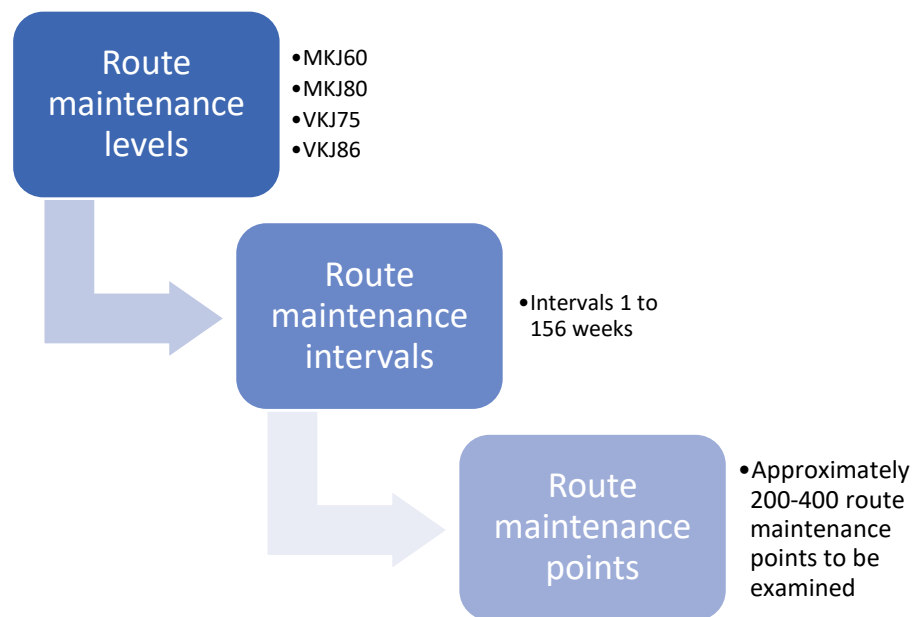 Route
maintenance
levels
•MKJ60
•MKJ80
•VKJ75
•VKJ86
Route
maintenance
intervals
•Intervals 1 to
156 weeks
Route
maintenance
points
•Approximately
200-400 route
maintenance
points to be
examined